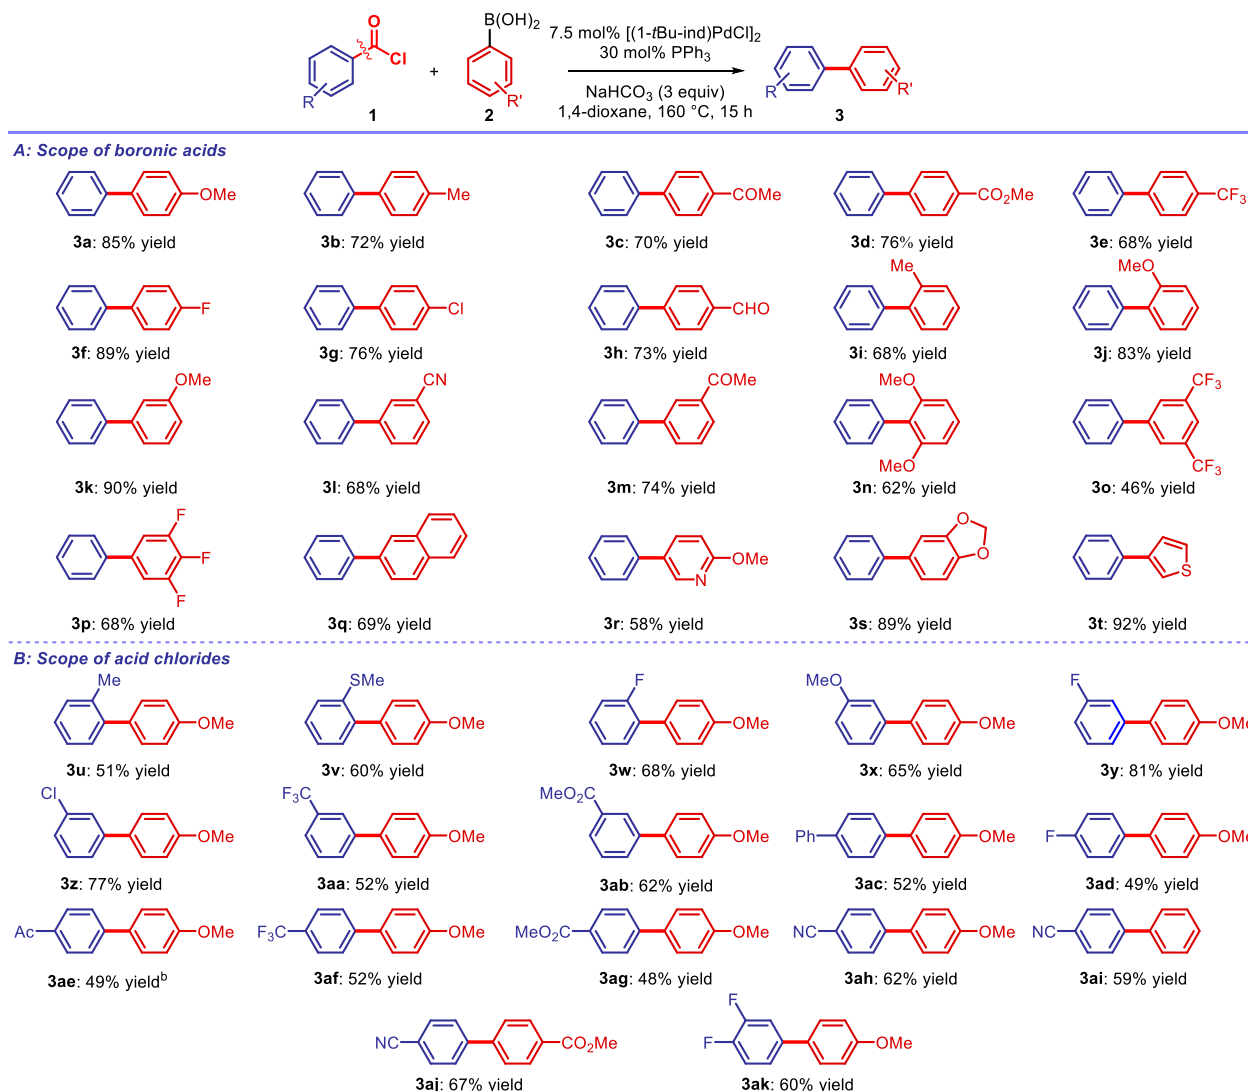 O
Cl
R
1
+
B(OH)2
R'
2
7.5 mol% [(1-tBu-ind)PdCl]2
30 mol% PPh3
NaHCO3 (3 equiv)
1,4-dioxane, 160 °C, 15 h
R
R'
3
A: Scope of boronic acids
OMe
Me
COMe
CO2Me
CF3
3a: 85% yield
3b: 72% yield
3c: 70% yield
3d: 76% yield
3e: 68% yield
F
Cl
CHO
Me
MeO
3f: 89% yield
3g: 76% yield
3h: 73% yield
3i: 68% yield
3j: 83% yield
OMe
CN
COMe
MeO
MeO
CF3
CF3
3k: 90% yield
3l: 68% yield
3m: 74% yield
3n: 62% yield
3o: 46% yield
F
F
F
N
OMe
O
O
S
3p: 68% yield
3q: 69% yield
3r: 58% yield
3s: 89% yield
3t: 92% yield
B: Scope of acid chlorides
Me
OMe
SMe
OMe
F
OMe
MeO
OMe
F
OMe
3u: 51% yield
3v: 60% yield
3w: 68% yield
3x: 65% yield
3y: 81% yield
Cl
OMe
F3C
OMe
MeO2C
OMe
Ph
OMe
F
OMe
3z: 77% yield
3aa: 52% yield
3ab: 62% yield
3ac: 52% yield
3ad: 49% yield
Ac
OMe
F3C
OMe
MeO2C
OMe
NC
OMe
NC
3ae: 49% yieldb
3af: 52% yield
3ag: 48% yield
3ah: 62% yield
3ai: 59% yield
NC
CO2Me
F
F
OMe
3aj: 67% yield
3ak: 60% yield